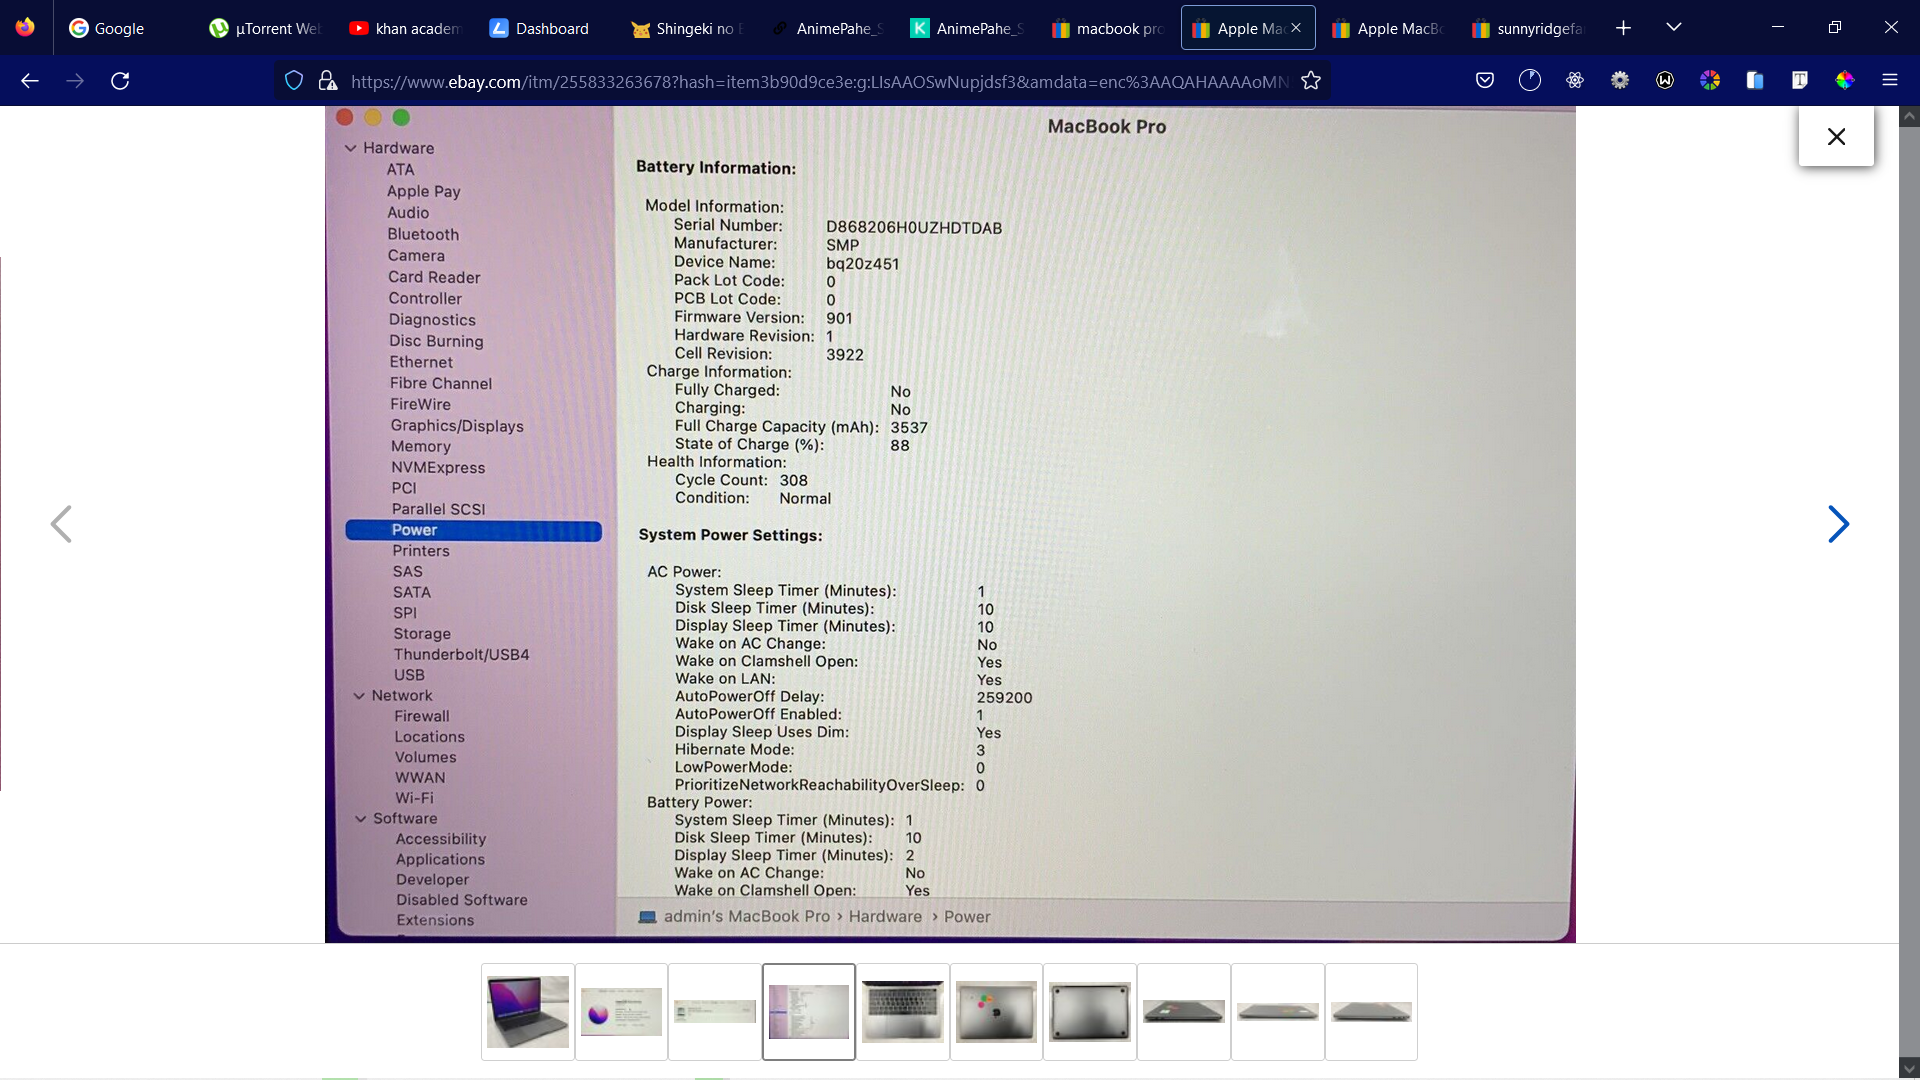 Google
µTorrent We
khan academ
Dashboard
Shingeki no E
AnimePahe_S
AnimePahe_S
macbook pro
Apple Mac
Apple MacBo
sunnyridgefa
https://www.ebay.com/itm/255833263678?hash=item3b90d9ce3e:g:LIsAAOSwNupjdsf3&amdata=enc%3AAQAHAAAAoMN
MacBook Pro
Hardware
ATA
Apple Pay
Audio
Bluetooth
Camera
Card Reader
Controller
Diagnostics
Disc Burning
Ethernet
Fibre Channel
FireWire
Graphics/Displays
Memory
NVMExpress
PCI
Parallel SCSI
Power
Printers
SAS
SATA
SPI
Storage
Thunderbolt/USB4
USB
Network
Firewall
Locations
Volumes
WWAN
Wi-Fi
Software
Accessibility
Applications
Developer
Disabled Software
Extensions
Battery Information:
Model Information:
Serial Number: D868206H0UZHDTDAB
Manufacturer: SMP
Device Name: bq20z451
Pack Lot Code: 0
PCB Lot Code: 0
Firmware Version: 901
Hardware Revision: 1
Cell Revision: 3922
Charge Information:
Fully Charged: No
Charging: No
Full Charge Capacity (mAh): 3537
State of Charge (%): 88
Health Information:
Cycle Count: 308
Condition: Normal
System Power Settings:
AC Power:
System Sleep Timer (Minutes): 1
Disk Sleep Timer (Minutes): 10
Display Sleep Timer (Minutes): 10
Wake on AC Change: No
Wake on Clamshell Open: Yes
Wake on LAN: Yes
AutoPowerOff Delay: 259200
AutoPowerOff Enabled: 1
Display Sleep Uses Dim: Yes
Hibernate Mode: 3
LowPowerMode: 0
PrioritizeNetworkReachabilityOverSleep: 0
Battery Power:
System Sleep Timer (Minutes): 1
Disk Sleep Timer (Minutes): 10
Display Sleep Timer (Minutes): 2
Wake on AC Change: No
Wake on Clamshell Open: Yes
admin's MacBook Pro › Hardware › Power